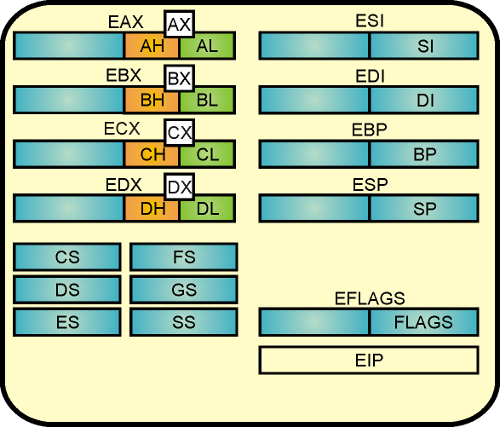 EAX
AX
AH AL
EBX
BX
BH BL
ECX
CX
CH CL
EDX
DX
DH DL
CS FS
DS GS
ES SS
ESI
SI
EDI
DI
EBP
BP
ESP
SP
EFLAGS
FLAGS
EIP